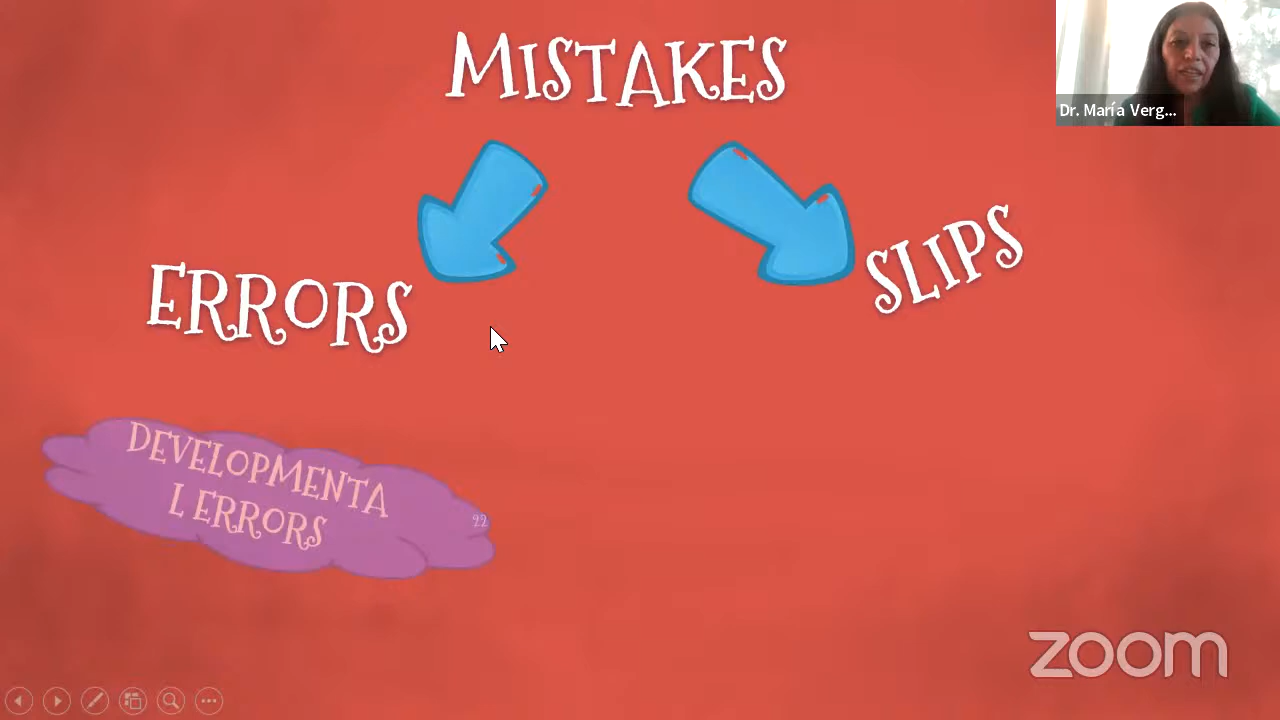 MISTAKES
Dr. María Verg...
SLIPS
ERRORS
DEVELOPMENTA
L ERRORS
22
zoom